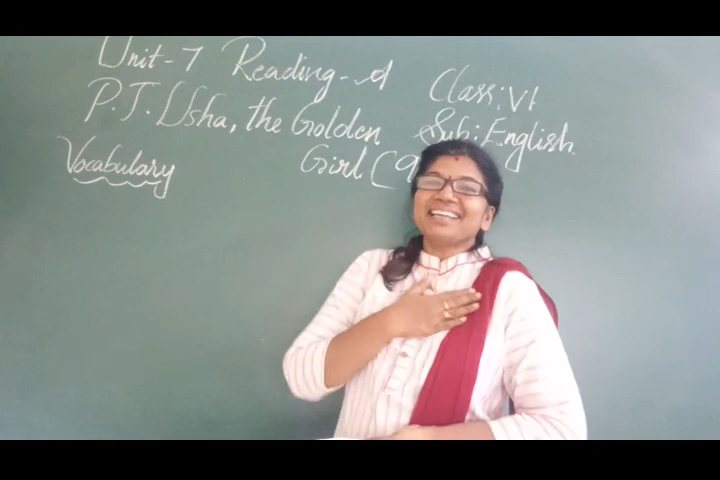 Unit-7 Reading-A Class: VI
P.T. Usha, the Golden Sub: English
Vocabulary Girl (